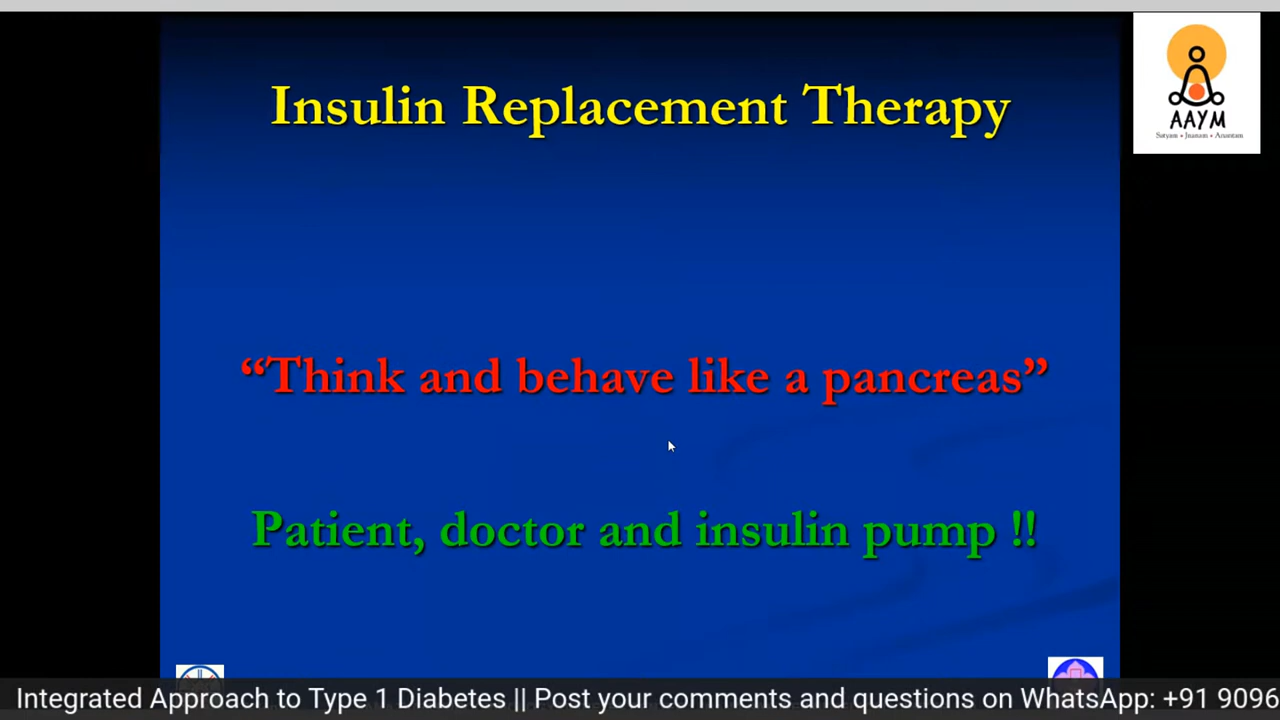 Insulin Replacement Therapy
AAYM
Satyam • Jnanam • Anantam
“Think and behave like a pancreas”
Patient, doctor and insulin pump !!
Integrated Approach to Type 1 Diabetes || Post your comments and questions on WhatsApp: +91 9096